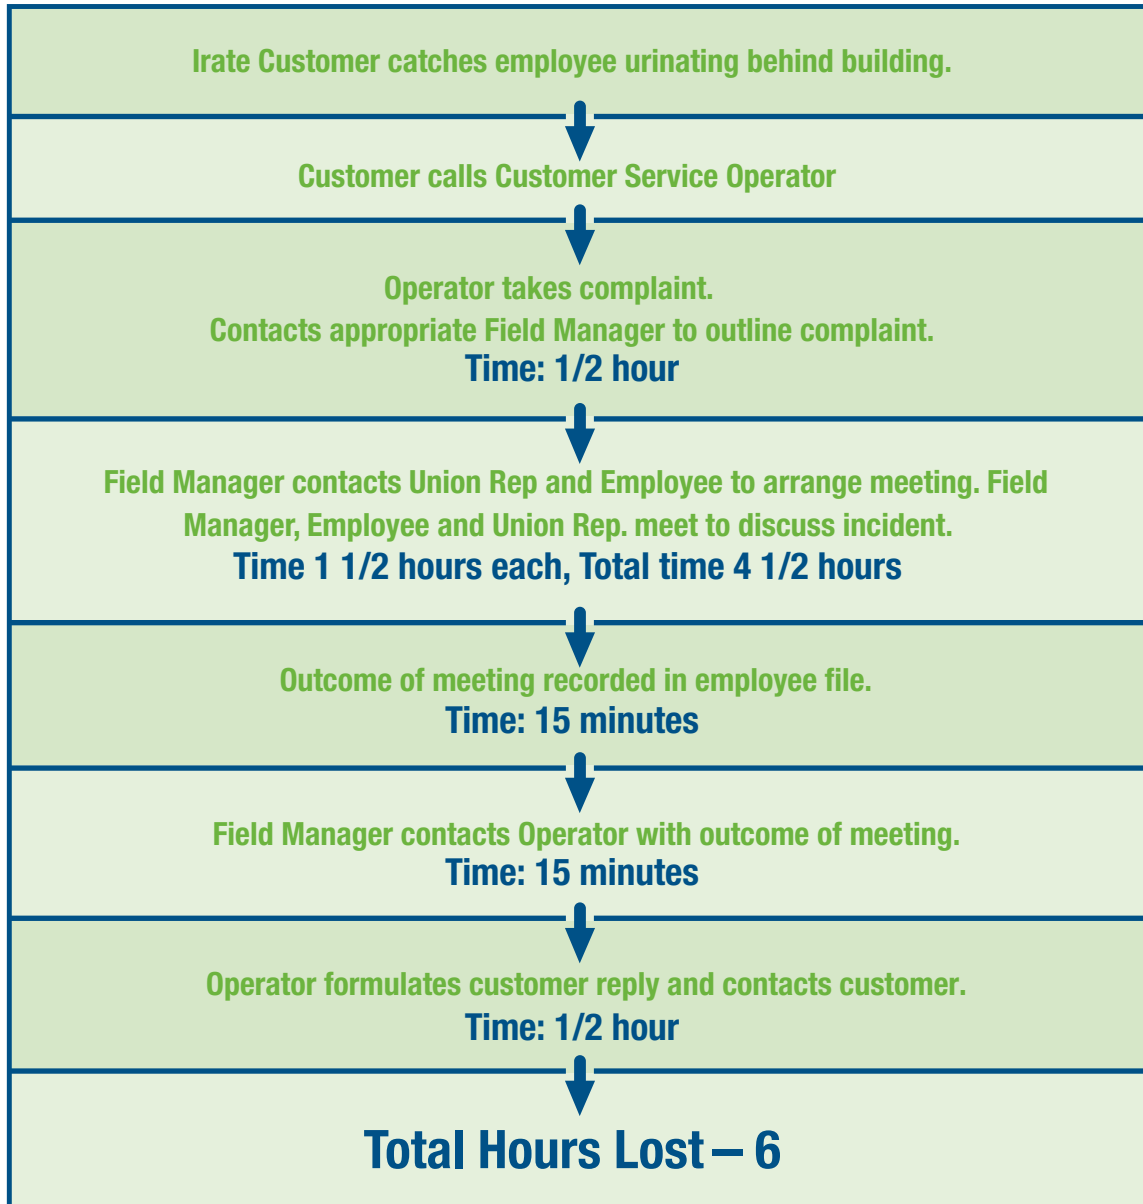 Irate Customer catches employee urinating behind building.
Customer calls Customer Service Operator
Operator takes complaint.
Contacts appropriate Field Manager to outline complaint.
Time: 1/2 hour
Field Manager contacts Union Rep and Employee to arrange meeting. Field
Manager, Employee and Union Rep. meet to discuss incident.
Time 1 1/2 hours each, Total time 4 1/2 hours
Outcome of meeting recorded in employee file.
Time: 15 minutes
Field Manager contacts Operator with outcome of meeting.
Time: 15 minutes
Operator formulates customer reply and contacts customer.
Time: 1/2 hour
Total Hours Lost – 6